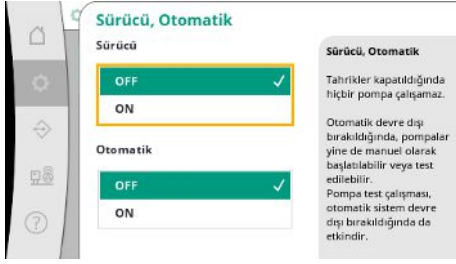 Sürücü, Otomatik
Sürücü
OFF
ON
Otomatik
OFF
ON
Sürücü, Otomatik
Tahrikler kapatıldığında
hiçbir pompa çalışamaz.
Otomatik devre dışı
bırakıldığında, pompalar
yine de manuel olarak
başlatılabilir veya test
edilebilir.
Pompa test çalışması,
otomatik sistem devre
dışı bırakıldığında da
etkindir.